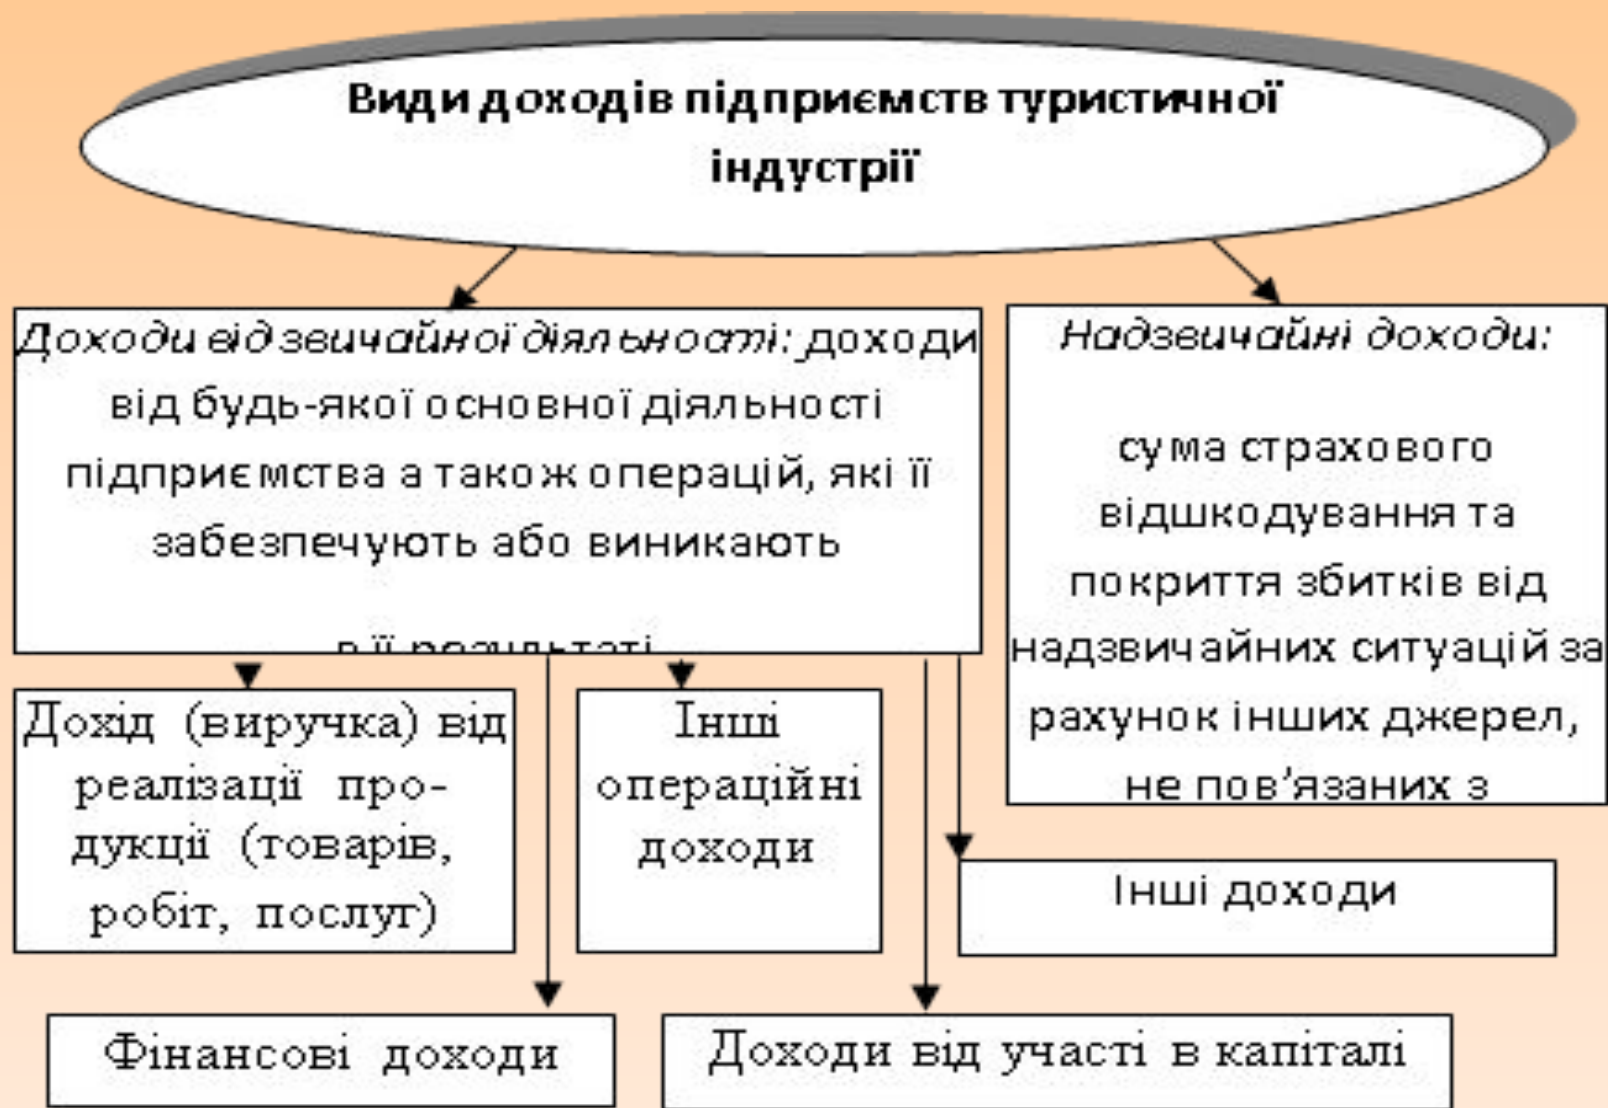 Види доходів підприємств туристичної
індустрії
Доходи від звичайної діяльності: доходи
від будь-якої основної діяльності
підприємства а також операцій, які її
забезпечують або виникають
в її результаті
Надзвичайні доходи:
сума страхового
відшкодування та
покриття збитків від
надзвичайних ситуацій за
рахунок інших джерел,
не пов’язаних з
Дохід (виручка) від
реалізації про-
дукції (товарів,
робіт, послуг)
Інші
операційні
доходи
Інші доходи
Фінансові доходи
Доходи від участі в капіталі